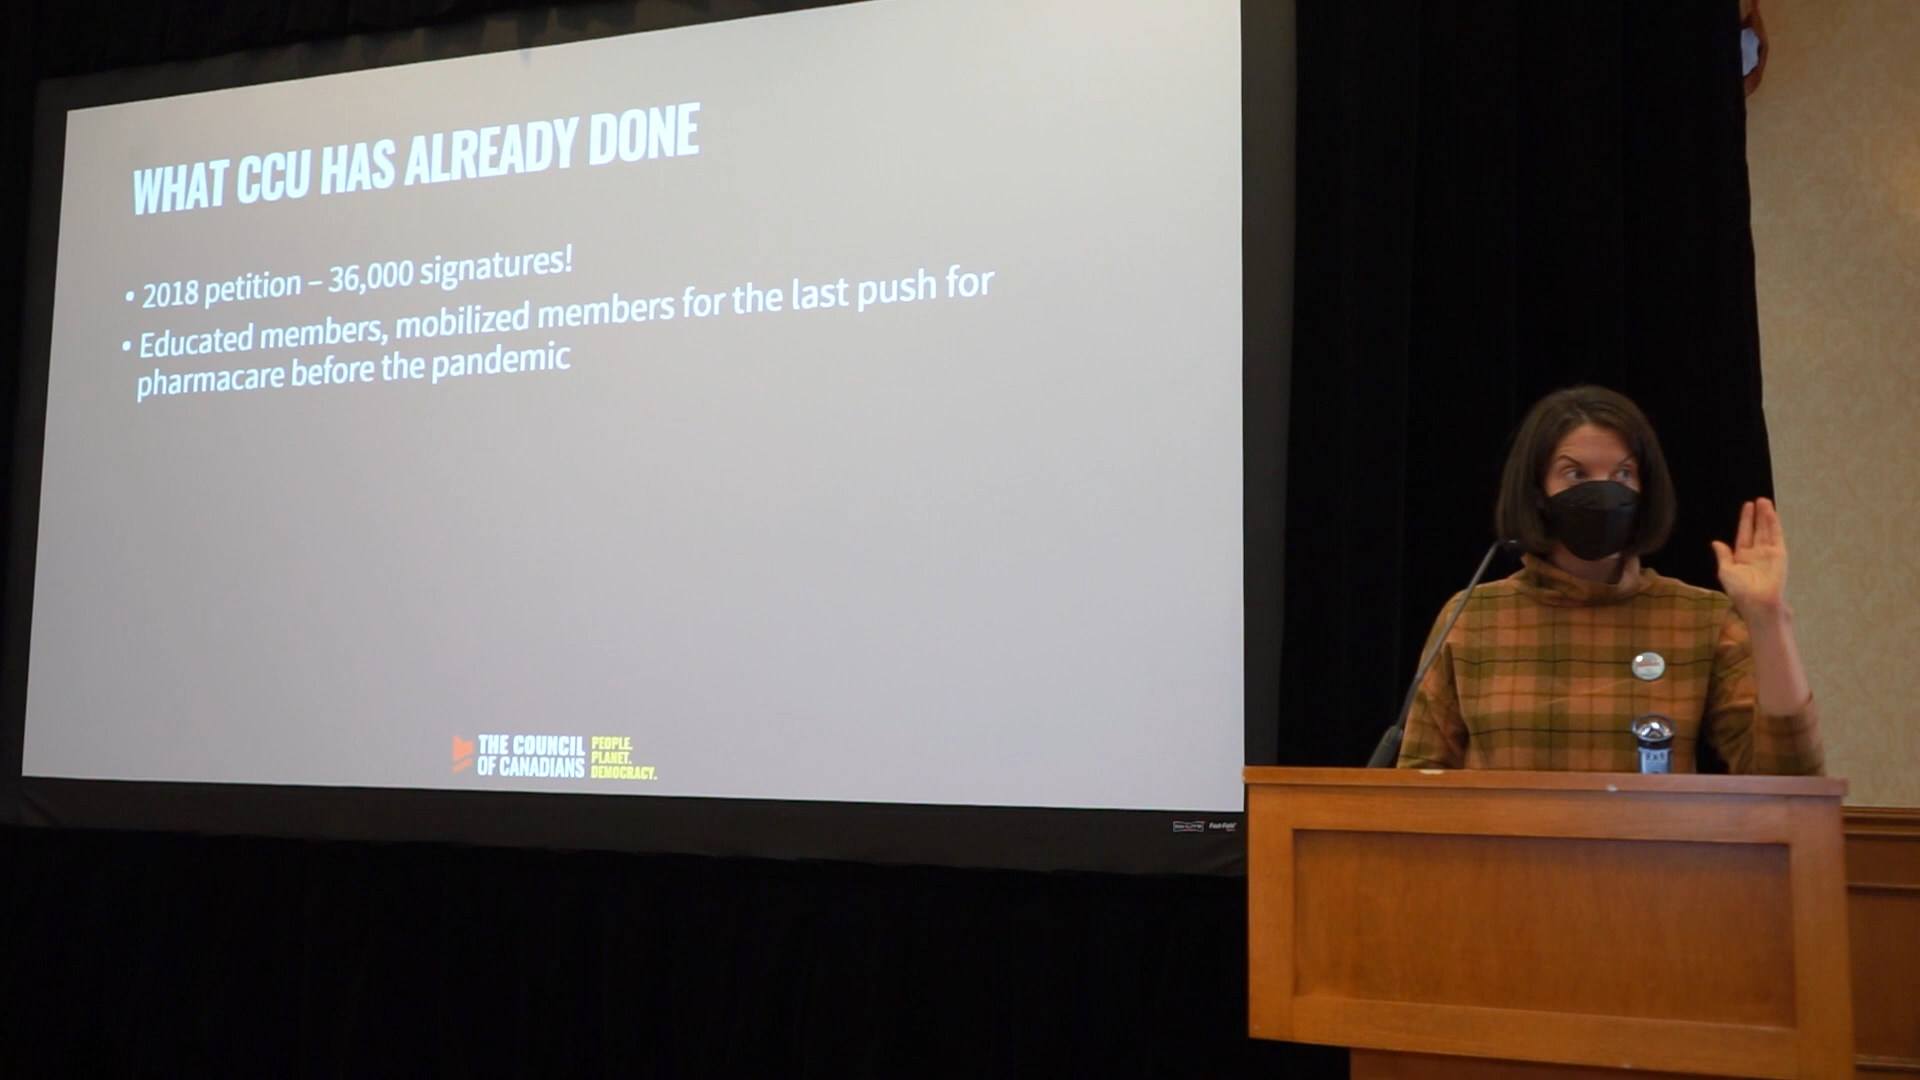 WHAT CCU HAS ALREADY DONE
• 2018 petition – 36,000 signatures!
• Educated members, mobilized members for the last push for
pharmacare before the pandemic
THE COUNCIL
OF CANADIANS
PEOPLE.
PLANET.
DEMOCRACY.